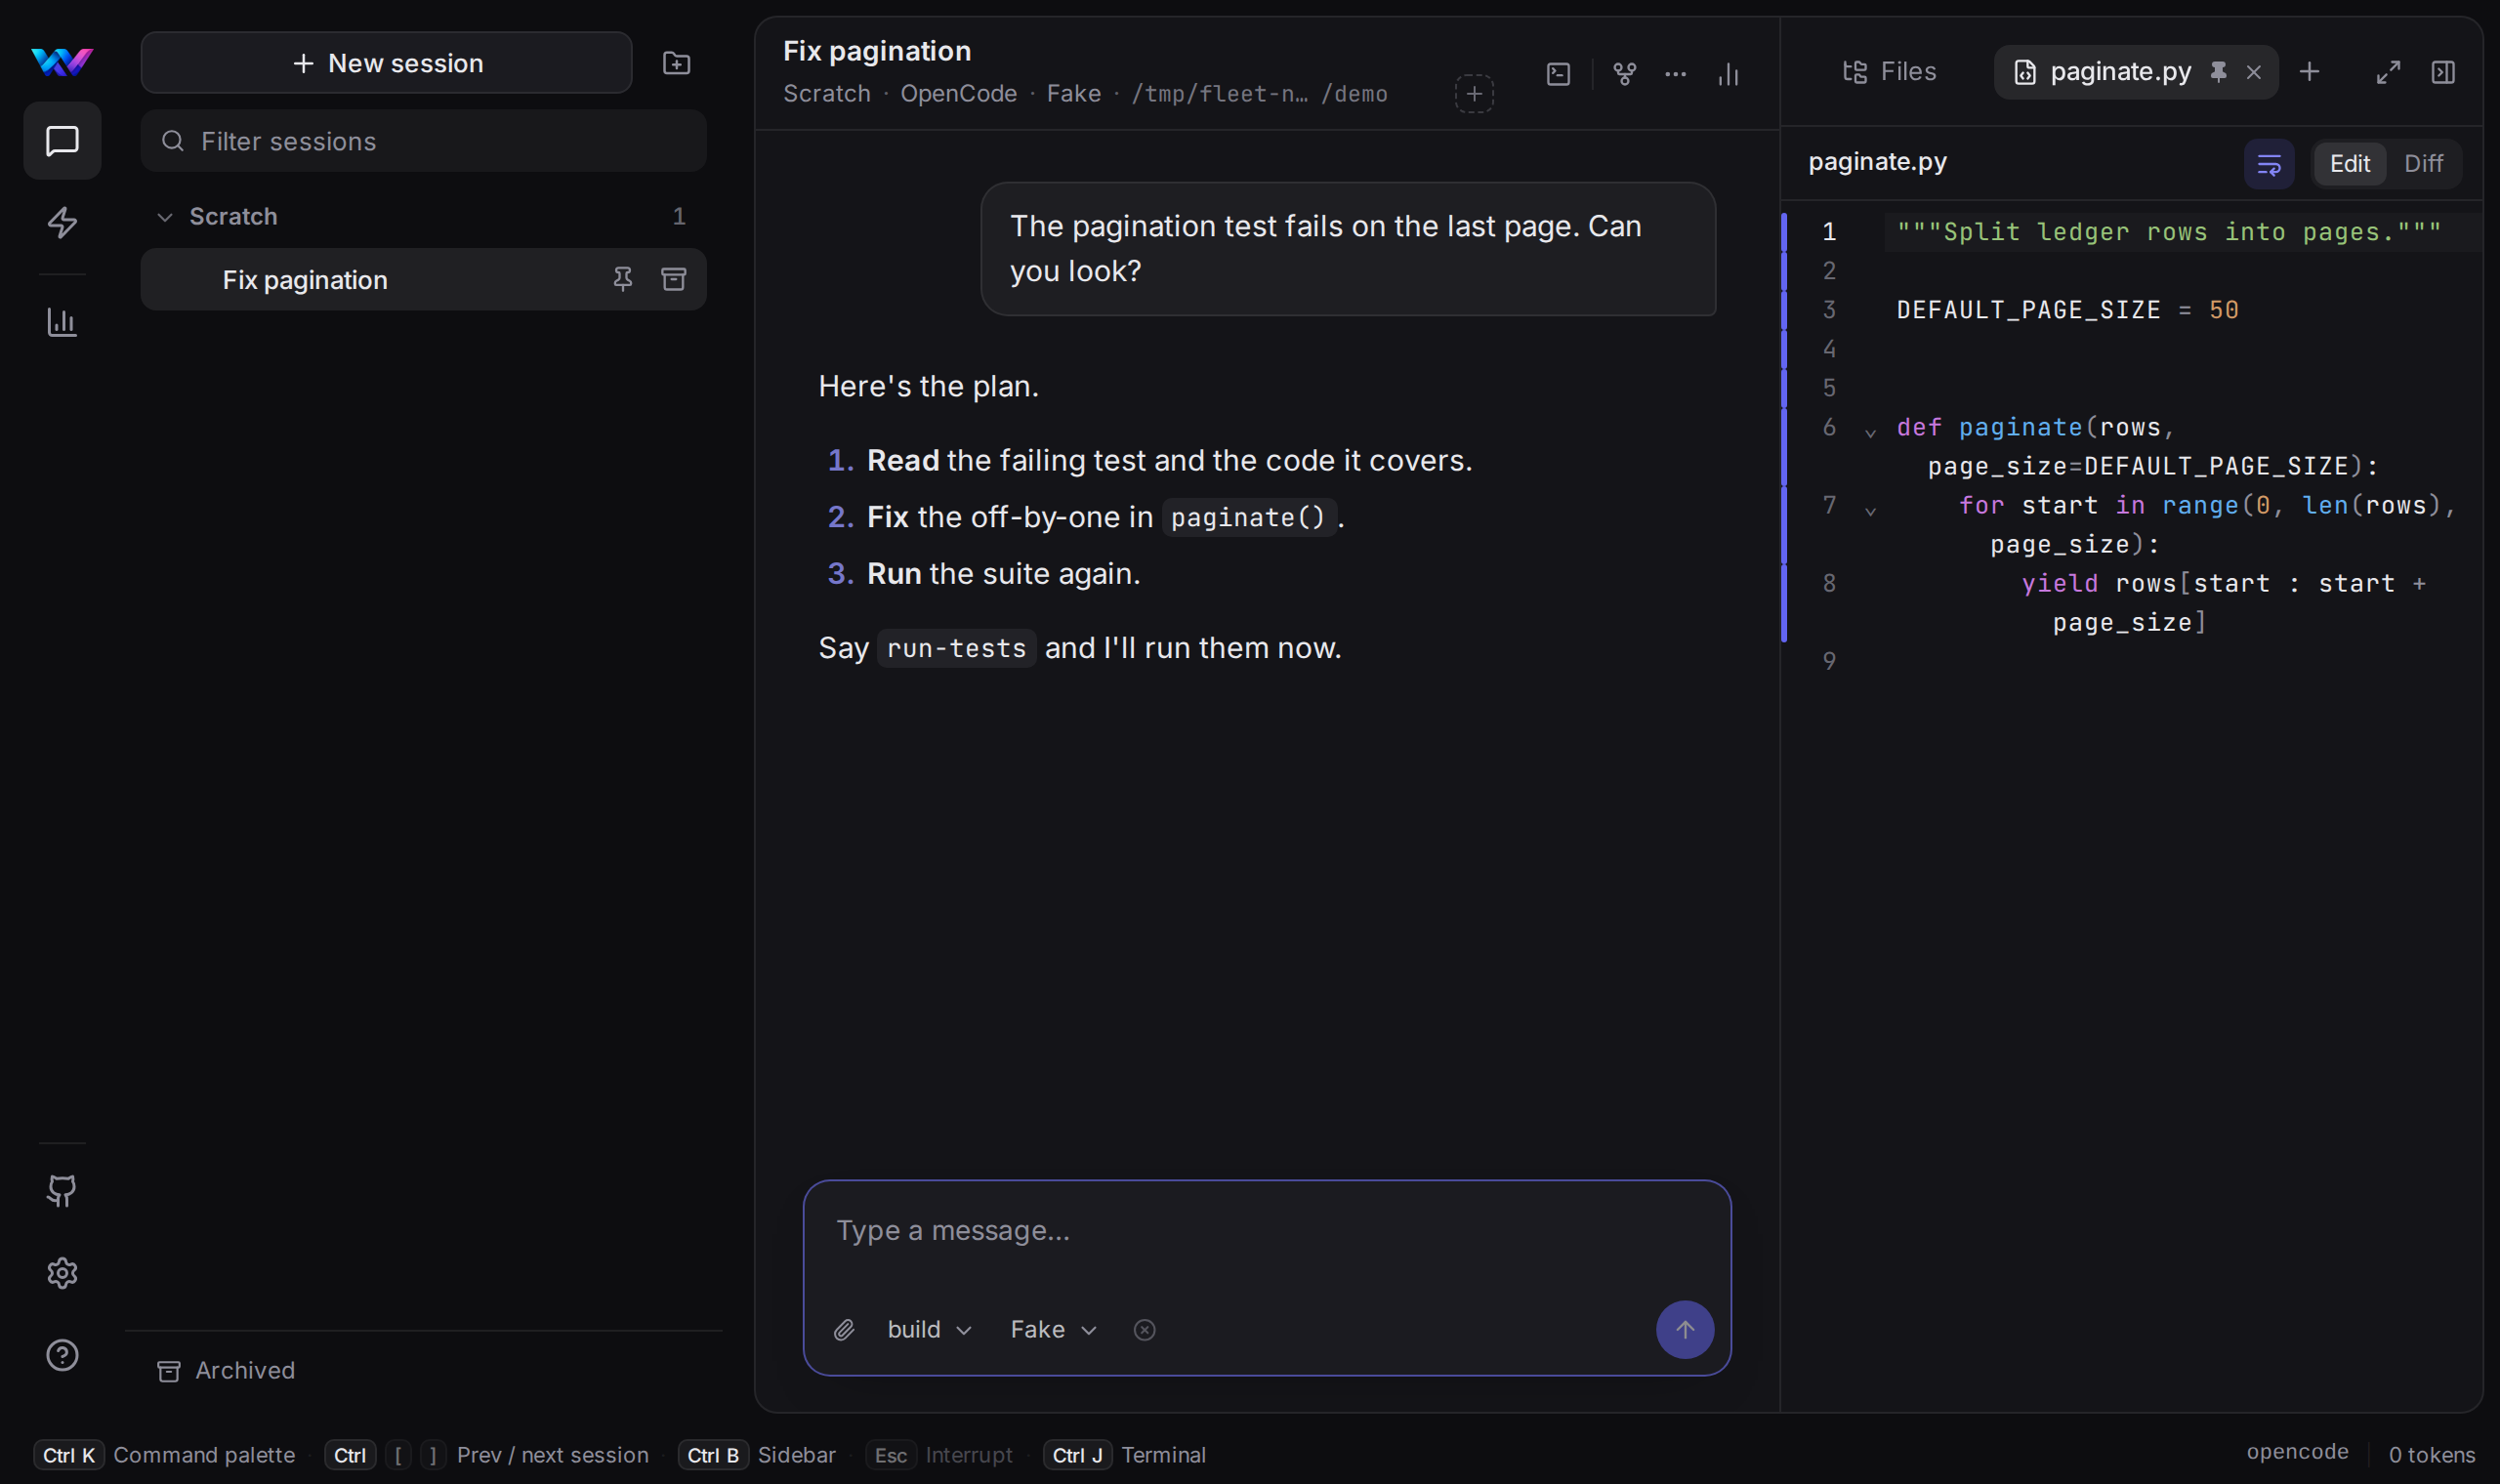 New session
Filter sessions
Scratch 1
Fix pagination
Archived
Fix pagination
Scratch · OpenCode · Fake · /tmp/fleet-n… /demo
The pagination test fails on the last page. Can
you look?
Here's the plan.
1. Read the failing test and the code it covers.
2. Fix the off-by-one in paginate().
3. Run the suite again.
Say run-tests and I'll run them now.
Type a message...
build Fake
Files paginate.py
paginate.py Edit Diff
1 """Split ledger rows into pages."""
2
3 DEFAULT_PAGE_SIZE = 50
4
5
6 def paginate(rows,
page_size=DEFAULT_PAGE_SIZE):
7 for start in range(0, len(rows),
page_size):
8 yield rows[start : start +
page_size]
9
Ctrl K Command palette · Ctrl [ ] Prev / next session · Ctrl B Sidebar · Esc Interrupt · Ctrl J Terminal
opencode 0 tokens